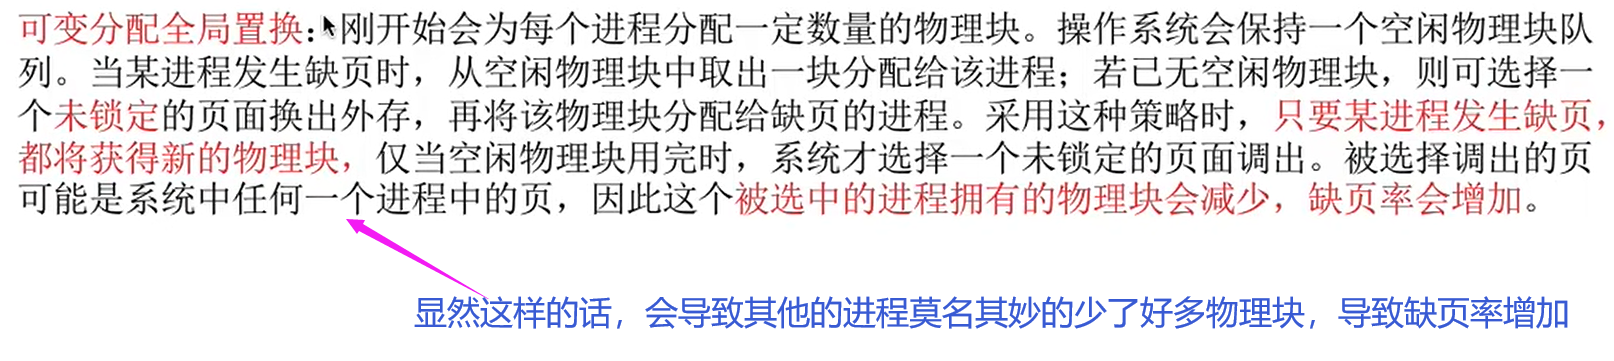 可变分配全局置换：刚开始会为每个进程分配一定数量的物理块。操作系统会保持一个空闲物理块队
列。当某进程发生缺页时，从空闲物理块中取出一块分配给该进程；若已无空闲物理块，则可选择一
个未锁定的页面换出外存，再将该物理块分配给缺页的进程。采用这种策略时，只要某进程发生缺页，
都将获得新的物理块，仅当空闲物理块用完时，系统才选择一个未锁定的页面调出。被选择调出的页
可能是系统中任何一个进程中的页，因此这个被选中的进程拥有的物理块会减少，缺页率会增加。
显然这样的话，会导致其他的进程莫名其妙的少了好多物理块，导致缺页率增加